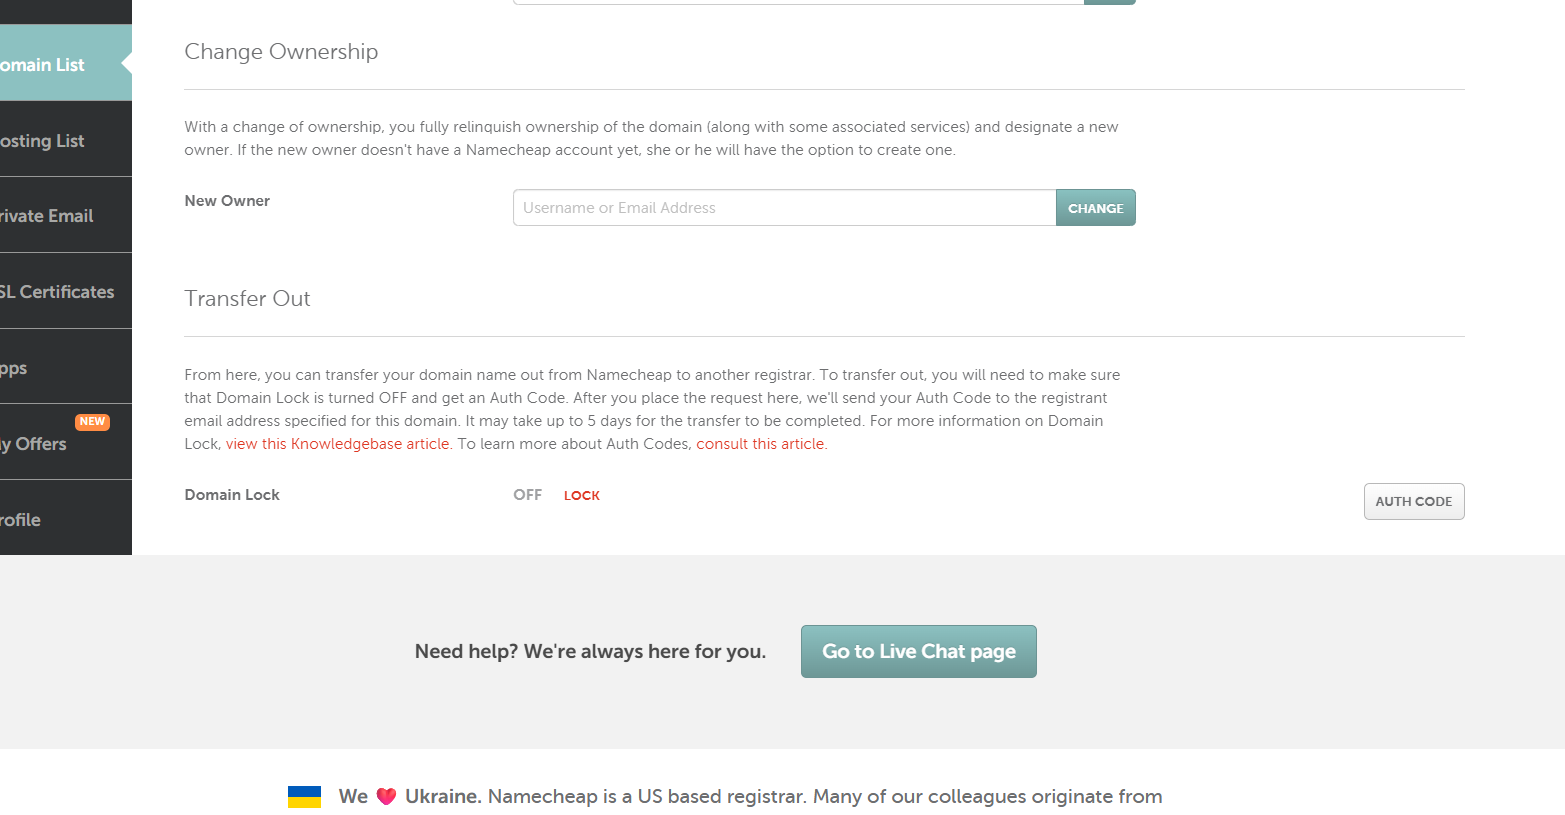 Change Ownership
omain List
With a change of ownership, you fully relinquish ownership of the domain (along with some associated services) and designate a new
owner. If the new owner doesn't have a Namecheap account yet, she or he will have the option to create one.
osting List
New Owner
Username or Email Address
CHANGE
rivate Email
SL Certificates
Transfer Out
pps
From here, you can transfer your domain name out from Namecheap to another registrar. To transfer out, you will need to make sure
that Domain Lock is turned OFF and get an Auth Code. After you place the request here, we'll send your Auth Code to the registrant
email address specified for this domain. It may take up to 5 days for the transfer to be completed. For more information on Domain
Lock, view this Knowledgebase article. To learn more about Auth Codes, consult this article.
NEW
y Offers
Domain Lock
OFF
LOCK
AUTH CODE
rofile
Need help? We're always here for you.
Go to Live Chat page
We ❤ Ukraine. Namecheap is a US based registrar. Many of our colleagues originate from